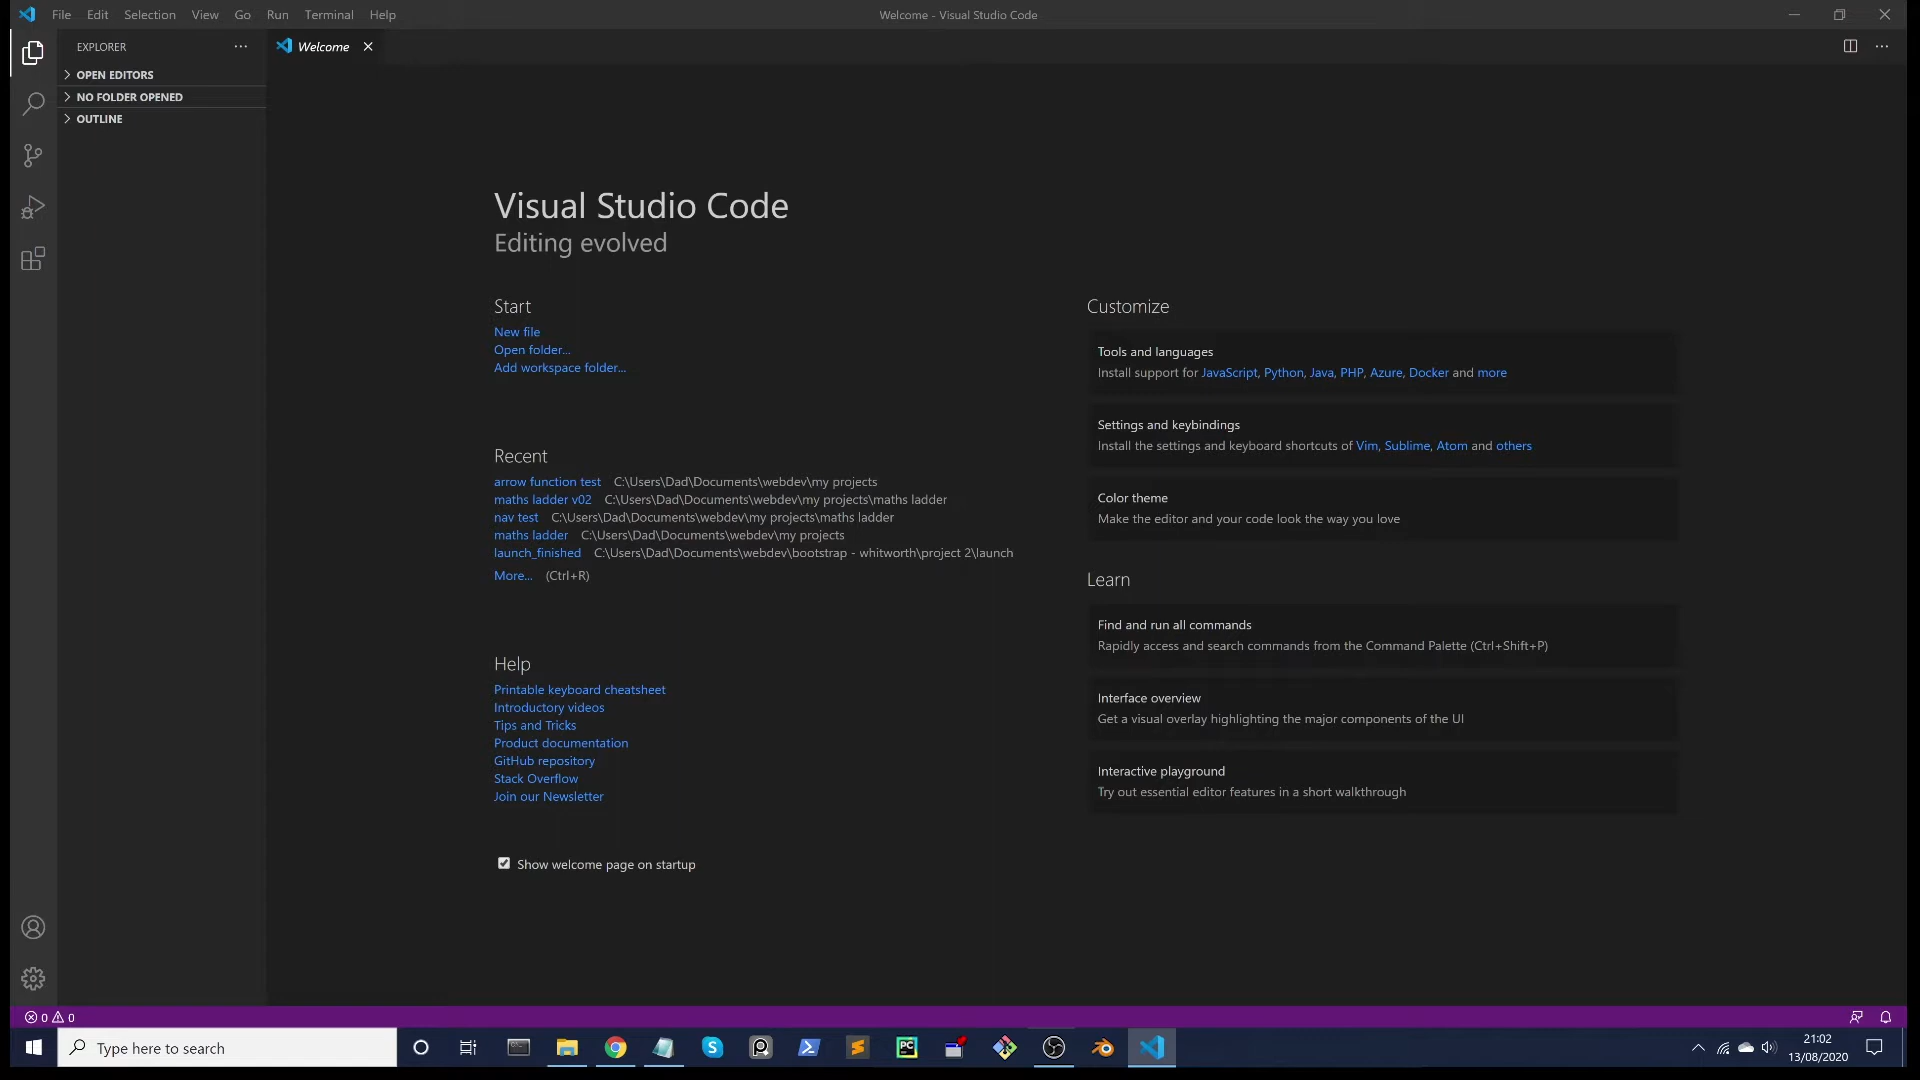 File Edit Selection View Go Run Terminal Help
Welcome - Visual Studio Code
EXPLORER
Welcome
OPEN EDITORS
NO FOLDER OPENED
OUTLINE
Visual Studio Code
Editing evolved
Start
New file
Open folder...
Add workspace folder...
Recent
arrow function test C:\Users\Dad\Documents\webdev\my projects
maths ladder v02 C:\Users\Dad\Documents\webdev\my projects\maths ladder
nav test C:\Users\Dad\Documents\webdev\my projects\maths ladder
maths ladder C:\Users\Dad\Documents\webdev\my projects
launch_finished C:\Users\Dad\Documents\webdev\bootstrap - whitworth\project 2\launch
More... (Ctrl+R)
Help
Printable keyboard cheatsheet
Introductory videos
Tips and Tricks
Product documentation
GitHub repository
Stack Overflow
Join our Newsletter
Show welcome page on startup
Customize
Tools and languages
Install support for JavaScript, Python, Java, PHP, Azure, Docker and more
Settings and keybindings
Install the settings and keyboard shortcuts of Vim, Sublime, Atom and others
Color theme
Make the editor and your code look the way you love
Learn
Find and run all commands
Rapidly access and search commands from the Command Palette (Ctrl+Shift+P)
Interface overview
Get a visual overlay highlighting the major components of the UI
Interactive playground
Try out essential editor features in a short walkthrough
0 0
Type here to search
S
PC
21:02
13/08/2020